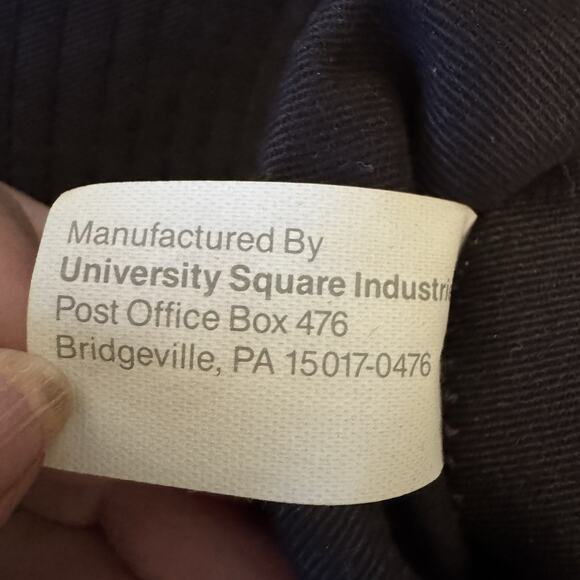 Manufactured By
University Square Industri
Post Office Box 476
Bridgeville, PA 15017-0476